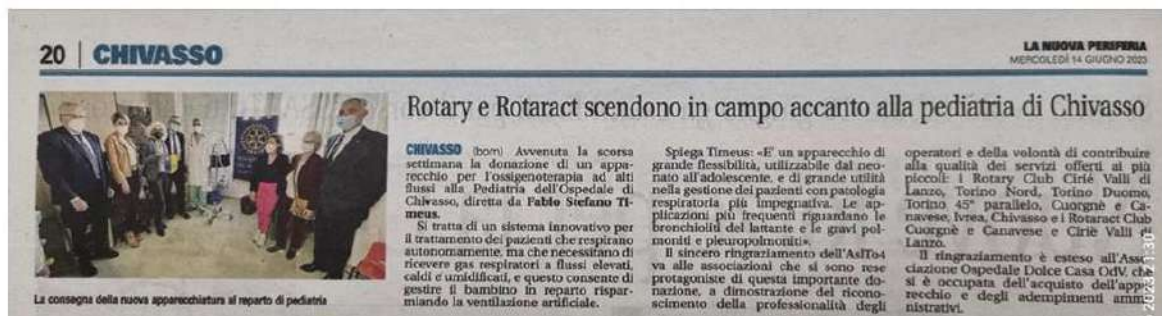 20 | CHIVASSO
LA NUOVA PERIFERIA
MERCOLEDÌ 14 GIUGNO 2023
Rotary e Rotaract scendono in campo accanto alla pediatria di Chivasso
CHIVASSO (bom) Avvenuta la scorsa
settimana la donazione di un appa-
recchio per l'ossigenoterapia ad alti
flussi alla Pediatria dell'Ospedale di
Chivasso, diretta da Fabio Stefano Ti-
meus.
Si tratta di un sistema innovativo per
il trattamento dei pazienti che respirano
autonomamente, ma che necessitano di
ricevere gas respiratori a flussi elevati,
caldi e umidificati, e questo consente di
gestire il bambino in reparto rispar-
miando la ventilazione artificiale.
Spiega Timeus: «E' un apparecchio di
grande flessibilità, utilizzabile dal neo-
nato all'adolescente, e di grande utilità
nella gestione dei pazienti con patologia
respiratoria più impegnativa. Le ap-
plicazioni più frequenti riguardano le
bronchioliti del lattante e le gravi pol-
moniti e pleuropolmoniti».
Il sincero ringraziamento dell'AslTo4
va alle associazioni che si sono rese
protagoniste di questa importante do-
nazione, a dimostrazione del ricono-
scimento della professionalità degli
operatori e della volontà di contribuire
alla qualità dei servizi offerti ai più
piccoli: i Rotary Club Ciriè Valli di
Lanzo, Torino Nord, Torino Duomo,
Torino 45° parallelo, Cuorgnè e Ca-
navese, Ivrea, Chivasso e i Rotaract Club
Cuorgnè e Canavese e Ciriè Valli di
Lanzo.
Il ringraziamento è esteso all'Asso-
ciazione Ospedale Dolce Casa OdV, che
si è occupata dell'acquisto dell'appa
recchio e degli adempimenti ammi
nistrativi.
La consegna della nuova apparecchiatura al reparto di pediatria